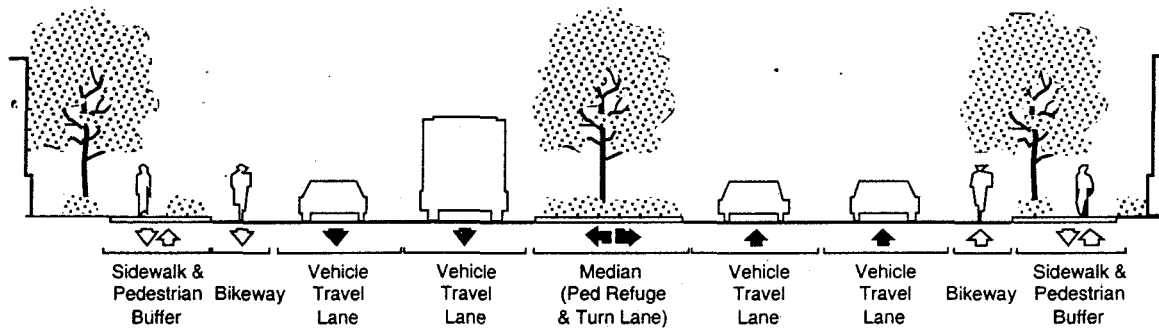 Sidewalk &
Pedestrian
Buffer
Bikeway
Vehicle
Travel
Lane
Vehicle
Travel
Lane
Median
(Ped Refuge
& Turn Lane)
Vehicle
Travel
Lane
Vehicle
Travel
Lane
Bikeway
Sidewalk &
Pedestrian
Buffer